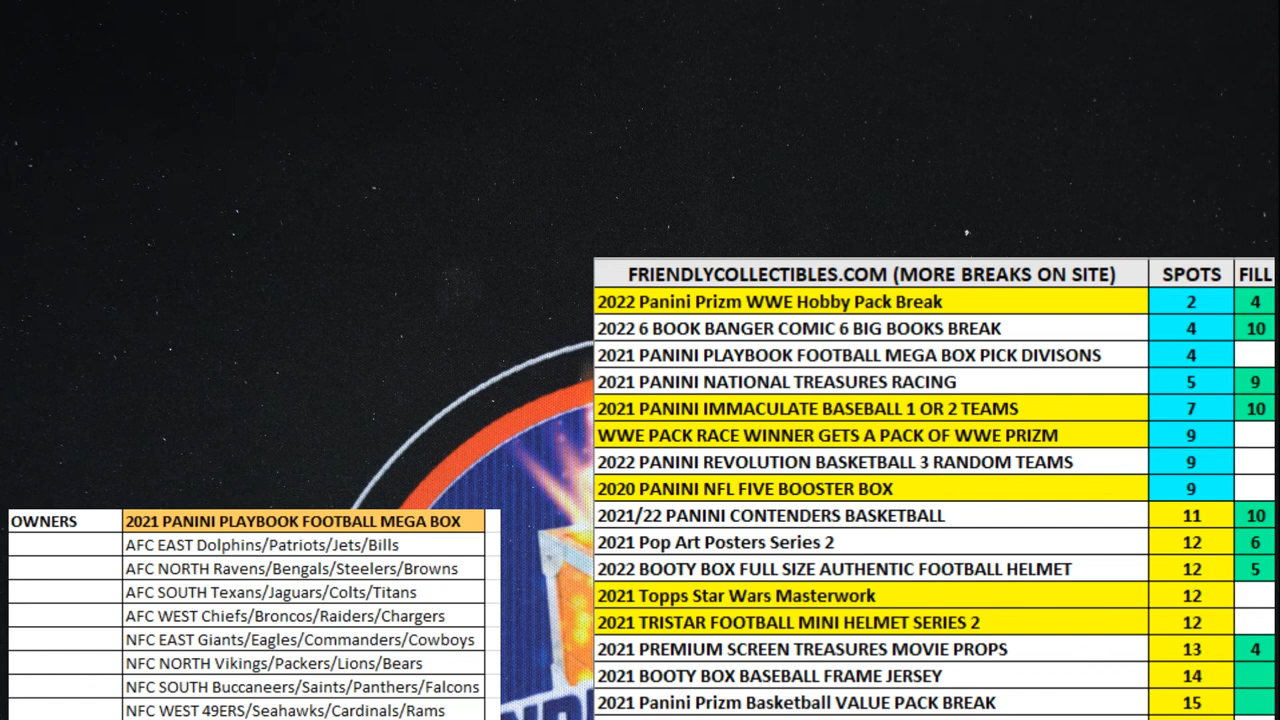 FRIENDLYCOLLECTIBLES.COM (MORE BREAKS ON SITE) SPOTS FILL
2022 Panini Prizm WWE Hobby Pack Break 2 4
2022 6 BOOK BANGER COMIC 6 BIG BOOKS BREAK 4 10
2021 PANINI PLAYBOOK FOOTBALL MEGA BOX PICK DIVISONS 4
2021 PANINI NATIONAL TREASURES RACING 5 9
2021 PANINI IMMACULATE BASEBALL 1 OR 2 TEAMS 7 10
WWE PACK RACE WINNER GETS A PACK OF WWE PRIZM 9
2022 PANINI REVOLUTION BASKETBALL 3 RANDOM TEAMS 9
2020 PANINI NFL FIVE BOOSTER BOX 9
2021/22 PANINI CONTENDERS BASKETBALL 11 10
2021 Pop Art Posters Series 2 12 6
2022 BOOTY BOX FULL SIZE AUTHENTIC FOOTBALL HELMET 12 5
2021 Topps Star Wars Masterwork 12
2021 TRISTAR FOOTBALL MINI HELMET SERIES 2 12
2021 PREMIUM SCREEN TREASURES MOVIE PROPS 13 4
2021 BOOTY BOX BASEBALL FRAME JERSEY 14
2021 Panini Prizm Basketball VALUE PACK BREAK 15
OWNERS 2021 PANINI PLAYBOOK FOOTBALL MEGA BOX
AFC EAST Dolphins/Patriots/Jets/Bills
AFC NORTH Ravens/Bengals/Steelers/Browns
AFC SOUTH Texans/Jaguars/Colts/Titans
AFC WEST Chiefs/Broncos/Raiders/Chargers
NFC EAST Giants/Eagles/Commanders/Cowboys
NFC NORTH Vikings/Packers/Lions/Bears
NFC SOUTH Buccaneers/Saints/Panthers/Falcons
NFC WEST 49ERS/Seahawks/Cardinals/Rams